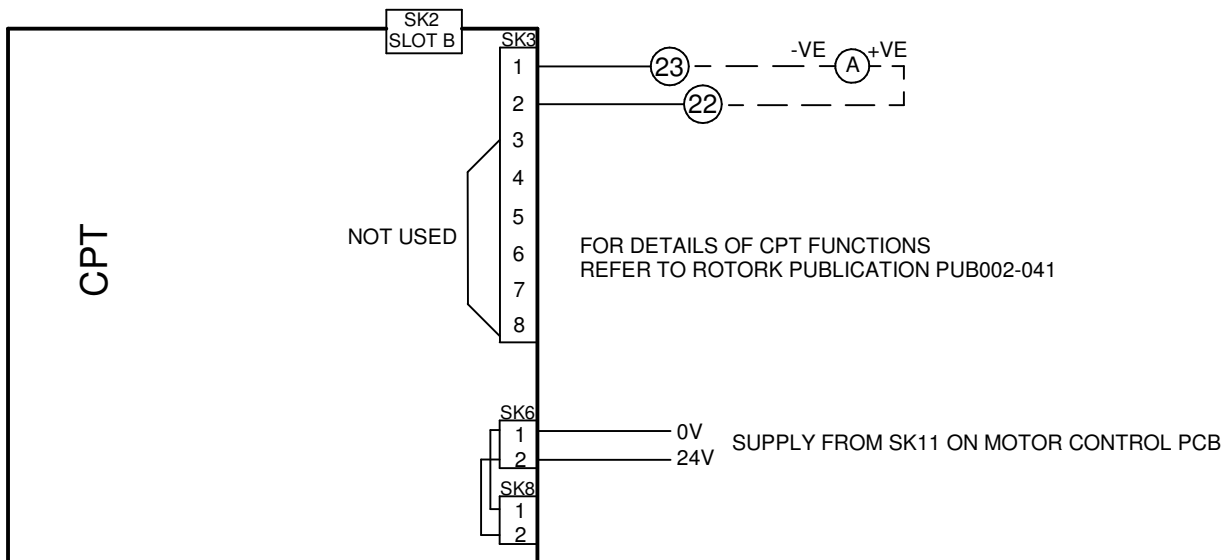 SK2
SLOT B
SK3
1
23
-VE
A
+VE
2
22
3
4
5
6
7
8
NOT USED
CPT
FOR DETAILS OF CPT FUNCTIONS
REFER TO ROTORK PUBLICATION PUB002-041
SK6
1
0V
2
24V
SUPPLY FROM SK11 ON MOTOR CONTROL PCB
SK8
1
2